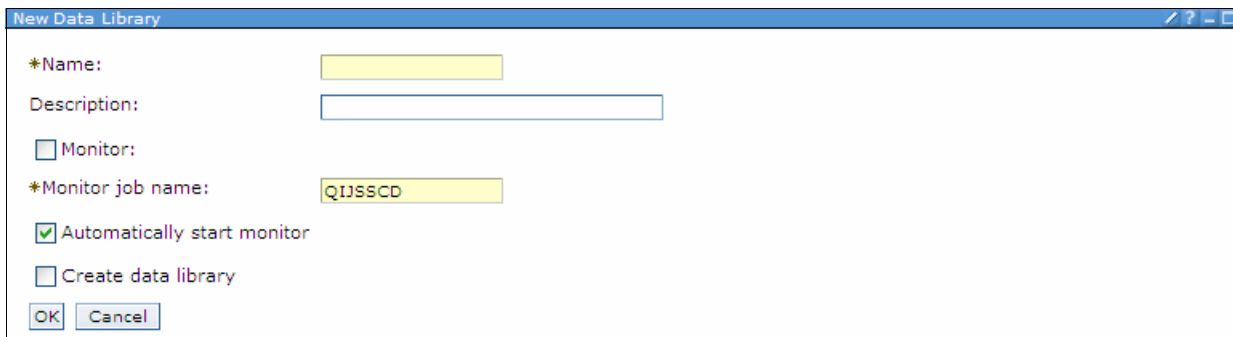 New Data Library
*Name:
Description:
Monitor:
*Monitor job name: QIJSSCD
Automatically start monitor
Create data library
OK Cancel